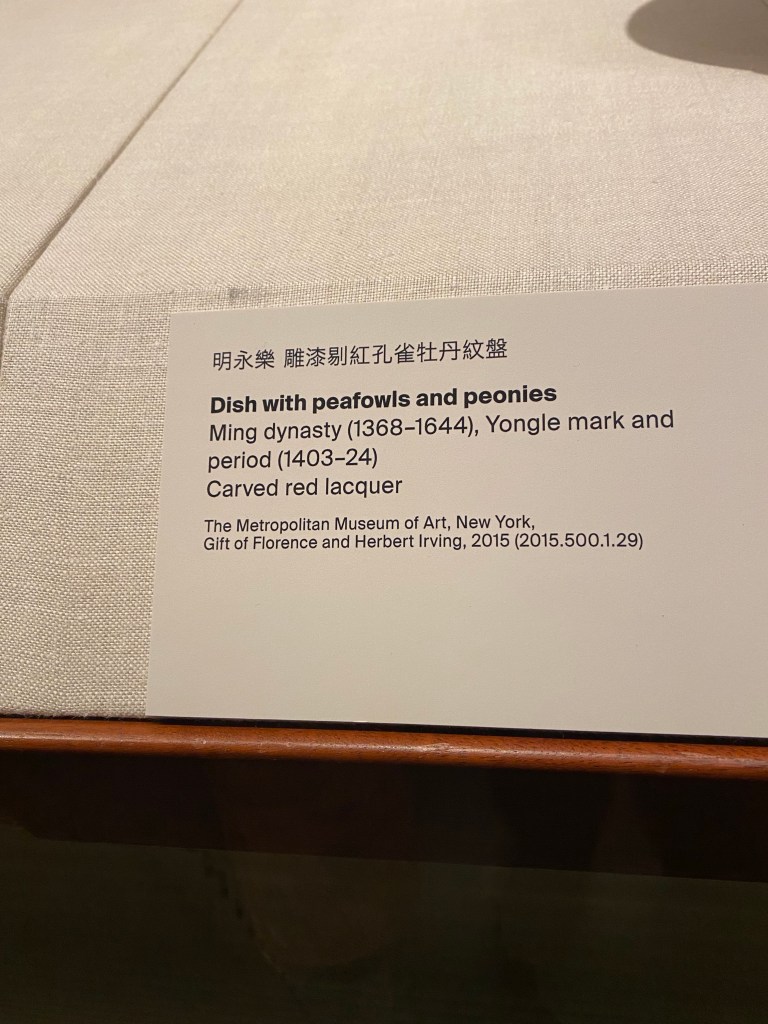 明永樂 雕漆剔紅孔雀牡丹紋盤
Dish with peafowls and peonies
Ming dynasty (1368–1644), Yongle mark and
period (1403–24)
Carved red lacquer
The Metropolitan Museum of Art, New York,
Gift of Florence and Herbert Irving, 2015 (2015.500.1.29)